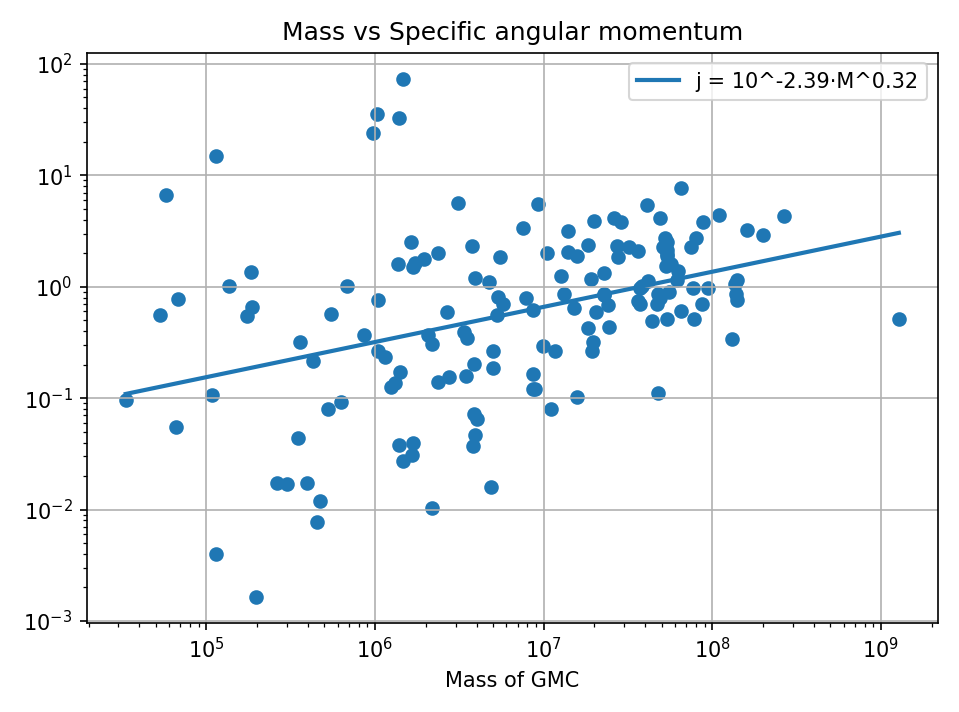 Mass vs Specific angular momentum
j = 10^-2.39·M^0.32
10²
10¹
10⁰
10⁻¹
10⁻²
10⁻³
10⁵ 10⁶ 10⁷ 10⁸ 10⁹
Mass of GMC